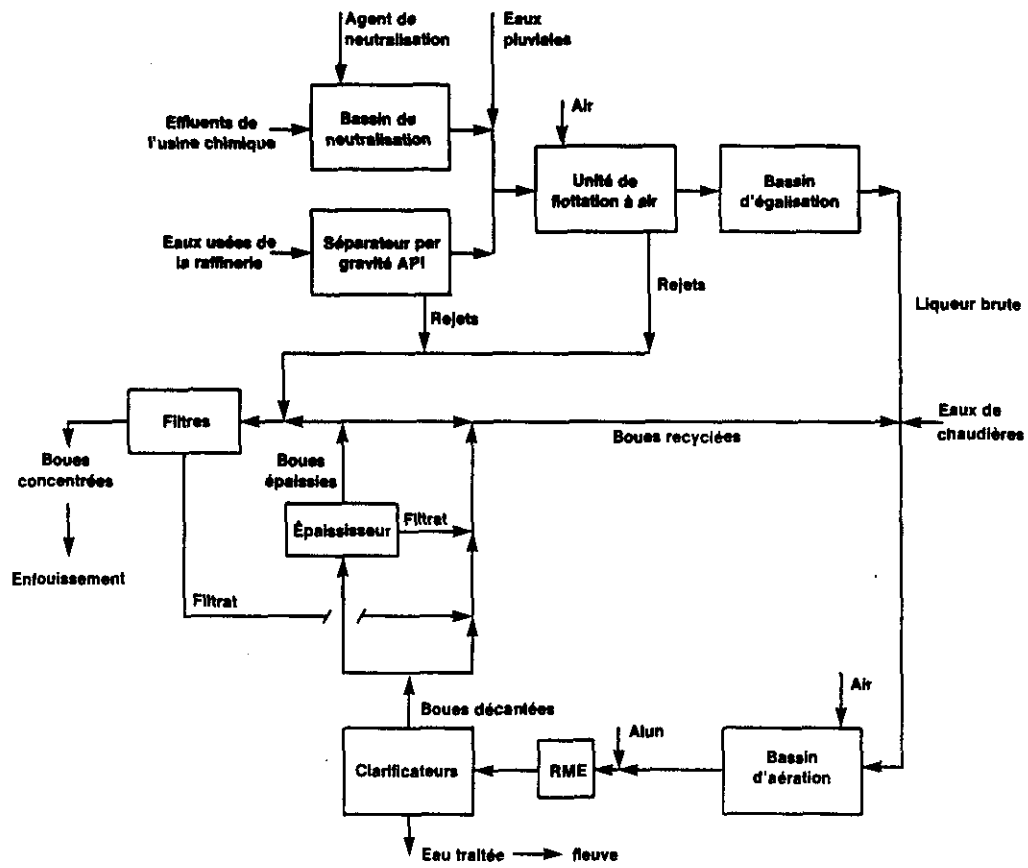 Agent de
neutralisation
Eaux
pluviales
Air
Effluents de
l'usine chimique
Bassin de
neutralisation
Unité de
flottation à air
Bassin
d'égalisation
Eaux usées de
la raffinerie
Séparateur par
gravité API
Rejets
Rejets
Liqueur brute
Filtres
Boues recyclées
Eaux de
chaudières
Boues
concentrées
Boues
épaissies
Épaississeur
Filtrat
Enfouissement
Filtrat
Boues décantées
Alun
Air
Clarificateurs
RME
Bassin
d'aération
Eau traitée
fleuve